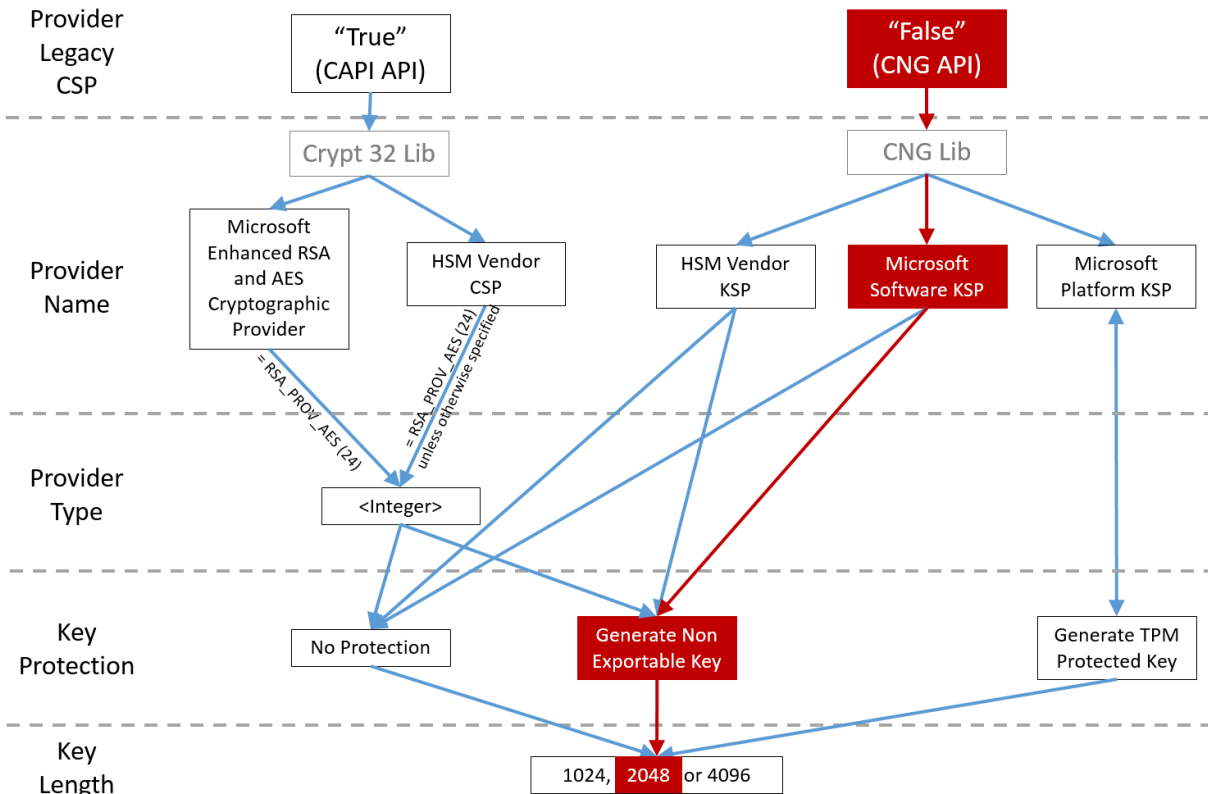 Provider
Legacy
CSP
“True”
(CAPI API)
“False”
(CNG API)
Crypt 32 Lib
CNG Lib
Provider
Name
Microsoft
Enhanced RSA
and AES
Cryptographic
Provider
HSM Vendor
CSP
HSM Vendor
KSP
Microsoft
Software KSP
Microsoft
Platform KSP
= RSA_PROV_AES (24)
= RSA_PROV_AES (24)
unless otherwise specified
Provider
Type
<Integer>
Key
Protection
No Protection
Generate Non
Exportable Key
Generate TPM
Protected Key
Key
Length
1024, 2048 or 4096